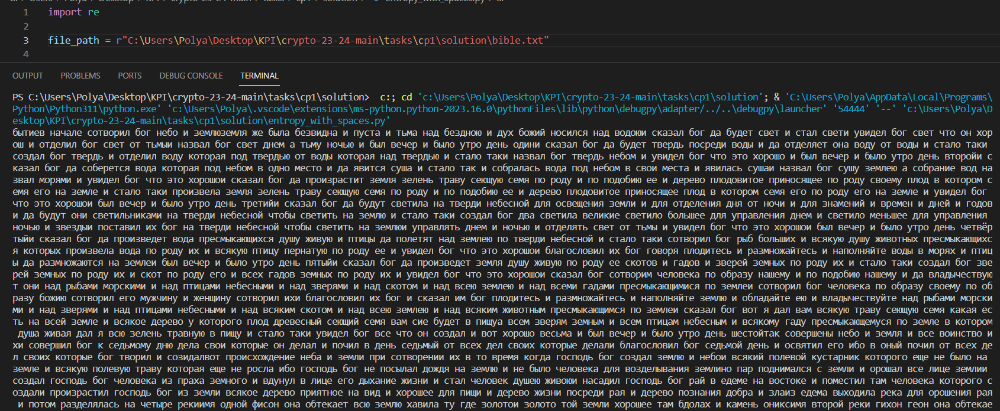 1 import re
2
3 file_path = r"C:\Users\Polya\Desktop\KPI\crypto-23-24-main\tasks\cp1\solution\bible.txt"
4
OUTPUT PROBLEMS PORTS DEBUG CONSOLE TERMINAL
PS C:\Users\Polya\Desktop\KPI\crypto-23-24-main\tasks\cp1\solution>  c:; cd 'c:\Users\Polya\Desktop\KPI\crypto-23-24-main\tasks\cp1\solution'; & 'C:\Users\Polya\AppData\Local\Programs\
Python\Python311\python.exe' 'c:\Users\Polya\.vscode\extensions\ms-python.python-2023.16.0\pythonFiles\lib\python\debugpy\adapter/../..\debugpy\launcher' '54444' '--' 'c:\Users\Polya\D
esktop\KPI\crypto-23-24-main\tasks\cp1\solution\entropy_with_spaces.py'
бытиев начале сотворил бог небо и землюземля же была безвидна и пуста и тьма над бездною и дух божий носился над водоюи сказал бог да будет свет и стал свети увидел бог свет что он хор
ош и отделил бог свет от тьмыи назвал бог свет днем а тьму ночью и был вечер и было утро день одини сказал бог да будет твердь посреди воды и да отделяет она воду от воды и стало таки
создал бог твердь и отделил воду которая под твердью от воды которая над твердью и стало таки назвал бог твердь небом и увидел бог что это хорошо и был вечер и было утро день второйи с
казал бог да соберется вода которая под небом в одно место и да явится суша и стало так и собралась вода под небом в свои места и явилась сушаи назвал бог сушу землею а собрание вод на
звал морями и увидел бог что это хорошои сказал бог да произрастит земля зелень траву сеющую семя по роду и по подобию ее и дерево плодовитое приносящее по роду своему плод в котором с
емя его на земле и стало таки произвела земля зелень траву сеющую семя по роду и по подобию ее и дерево плодовитое приносящее плод в котором семя его по роду его на земле и увидел бог
что это хорошои был вечер и было утро день третийи сказал бог да будут светила на тверди небесной для освещения земли и для отделения дня от ночи и для знамений и времен и дней и годов
и да будут они светильниками на тверди небесной чтобы светить на землю и стало таки создал бог два светила великие светило большее для управления днем и светило меньшее для управления
ночью и звездыи поставил их бог на тверди небесной чтобы светить на землюи управлять днем и ночью и отделять свет от тьмы и увидел бог что это хорошои был вечер и было утро день четвёр
тыйи сказал бог да произведет вода пресмыкающихся душу живую и птицы да полетят над землею по тверди небесной и стало таки сотворил бог рыб больших и всякую душу животных пресмыкающихс
я которых произвела вода по роду их и всякую птицу пернатую по роду ее и увидел бог что это хорошои благословил их бог говоря плодитесь и размножайтесь и наполняйте воды в морях и птиц
ы да размножаются на землеи был вечер и было утро день пятыйи сказал бог да произведет земля душу живую по роду ее скотов и гадов и зверей земных по роду их и стало таки создал бог зве
рей земных по роду их и скот по роду его и всех гадов земных по роду их и увидел бог что это хорошои сказал бог сотворим человека по образу нашему и по подобию нашему и да владычествую
т они над рыбами морскими и над птицами небесными и над зверями и над скотом и над всею землею и над всеми гадами пресмыкающимися по землеи сотворил бог человека по образу своему по об
разу божию сотворил его мужчину и женщину сотворил ихи благословил их бог и сказал им бог плодитесь и размножайтесь и наполняйте землю и обладайте ею и владычествуйте над рыбами морски
ми и над зверями и над птицами небесными и над всяким скотом и над всею землею и над всяким животным пресмыкающимся по землеи сказал бог вот я дал вам всякую траву сеющую семя какая ес
ть на всей земле и всякое дерево у которого плод древесный сеющий семя вам сие будет в пищуа всем зверям земным и всем птицам небесным и всякому гаду пресмыкающемуся по земле в котором
душа живая дал я всю зелень травную в пищу и стало таки увидел бог все что он создал и вот хорошо весьма и был вечер и было утро день шестойтак совершены небо и земля и все воинство и
хи совершил бог к седьмому дню дела свои которые он делал и почил в день седьмый от всех дел своих которые делали благословил бог седьмой день и освятил его ибо в оный почил от всех де
л своих которые бог творил и созидалвот происхождение неба и земли при сотворении их в то время когда господь бог создал землю и небои всякий полевой кустарник которого еще не было на
земле и всякую полевую траву которая еще не росла ибо господь бог не посылал дождя на землю и не было человека для возделывания землино пар поднимался с земли и орошал все лице землии
создал господь бог человека из праха земного и вдунул в лице его дыхание жизни и стал человек душею живоюи насадил господь бог рай в едеме на востоке и поместил там человека которого с
оздали произрастил господь бог из земли всякое дерево приятное на вид и хорошее для пищи и дерево жизни посреди рая и дерево познания добра и злаиз едема выходила река для орошения рая
и потом разделялась на четыре рекиимя одной фисон она обтекает всю землю хавила ту где золотои золото той земли хорошее там бдолах и камень ониксимя второй реки гихон геон она обтекае